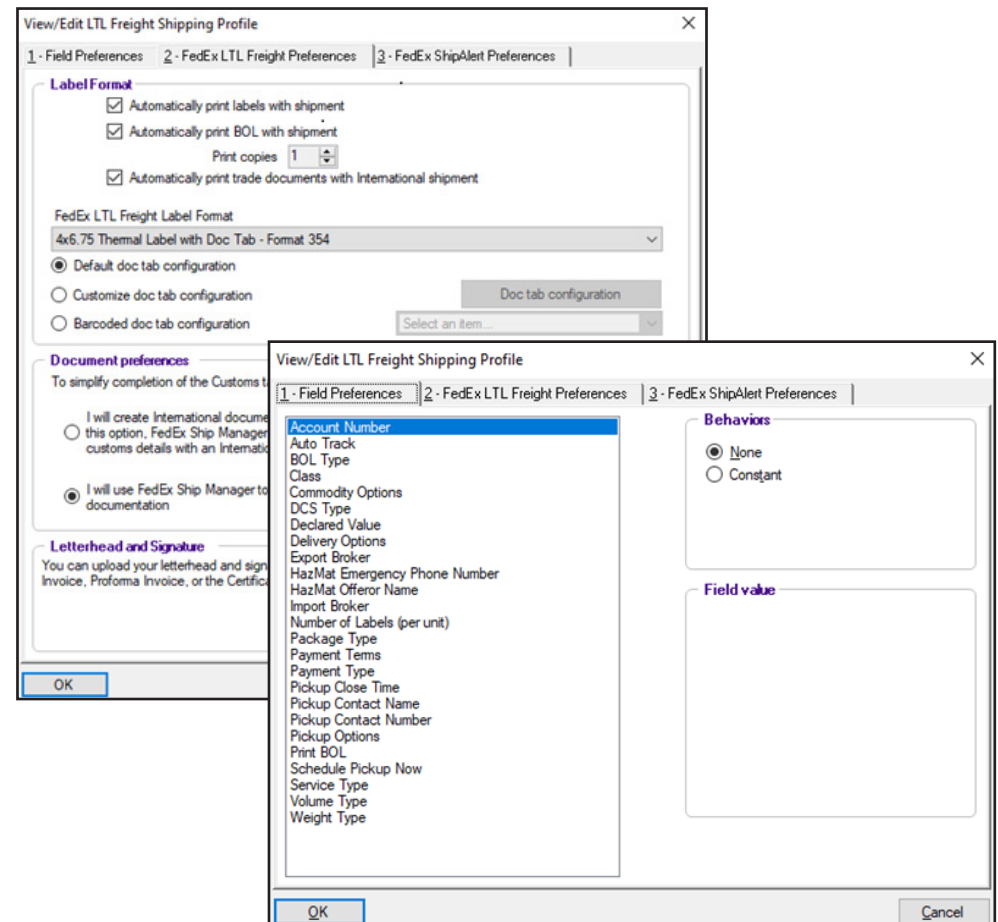 View/Edit LTL Freight Shipping Profile
1 - Field Preferences 2 - FedEx LTL Freight Preferences 3 - FedEx ShipAlert Preferences
Label Format
Automatically print labels with shipment
Automatically print BOL with shipment
Print copies 1
Automatically print trade documents with International shipment
FedEx LTL Freight Label Format
4x6.75 Thermal Label with Doc Tab - Format 354
Default doc tab configuration
Customize doc tab configuration Doc tab configuration
Barcoded doc tab configuration Select an item...
Document preferences
To simplify completion of the Customs
I will create International
this option, FedEx Ship Manager
customs details with an
I will use FedEx Ship Manager to
documentation
Letterhead and Signature
You can upload your letterhead and
Invoice, Proforma Invoice, or the
OK
View/Edit LTL Freight Shipping Profile
1 - Field Preferences 2 - FedEx LTL Freight Preferences 3 - FedEx ShipAlert Preferences
Account Number
Auto Track
BOL Type
Class
Commodity Options
DCS Type
Declared Value
Delivery Options
Export Broker
HazMat Emergency Phone Number
HazMat Offeror Name
Import Broker
Number of Labels (per unit)
Package Type
Payment Terms
Payment Type
Pickup Close Time
Pickup Contact Name
Pickup Contact Number
Pickup Options
Print BOL
Schedule Pickup Now
Service Type
Volume Type
Weight Type
Behaviors
None
Constant
Field value
OK Cancel